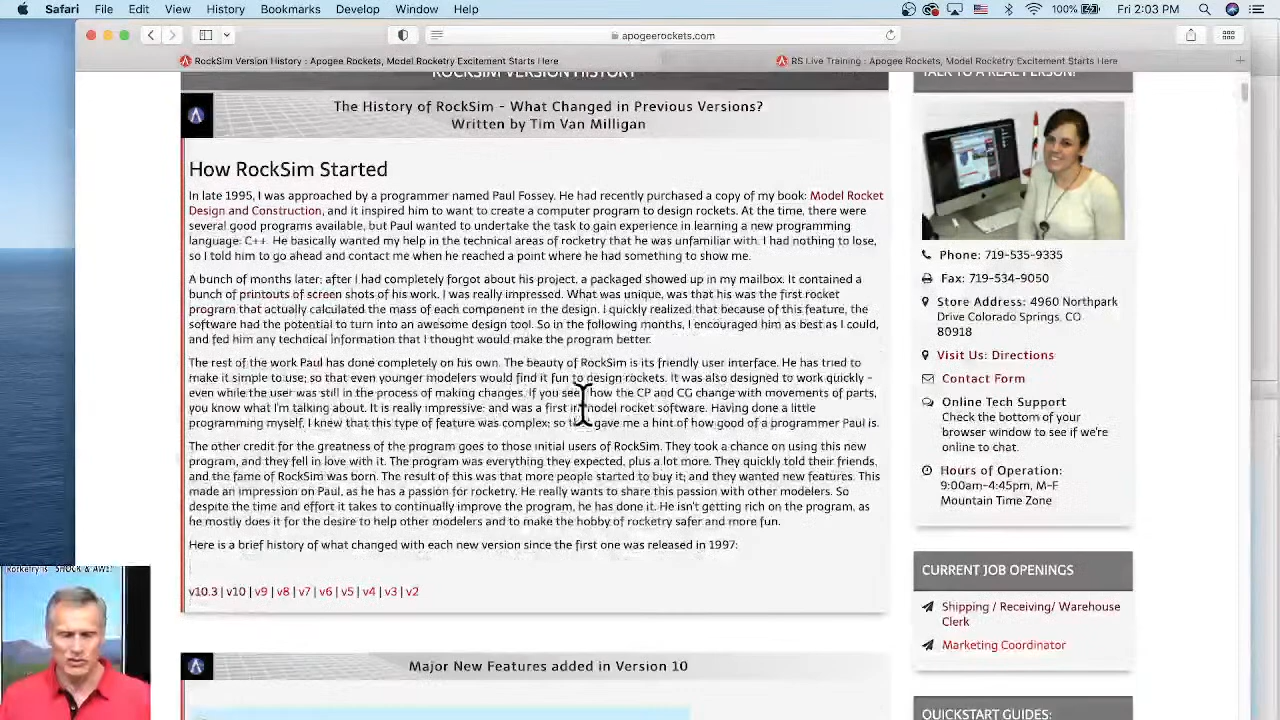 Safari File Edit View History Bookmarks Develop Window Help
100% Fri 2:03 PM
apogeerockets.com
RockSim Version History : Apogee Rockets, Model Rocketry Excitement Starts Here
RS Live Training : Apogee Rockets, Model Rocketry Excitement Starts Here
ROCKSIM VERSION HISTORY
The History of RockSim - What Changed in Previous Versions?
Written by Tim Van Milligan
How RockSim Started
In late 1995, I was approached by a programmer named Paul Fossey. He had recently purchased a copy of my book: Model Rocket
Design and Construction, and it inspired him to want to create a computer program to design rockets. At the time, there were
several good programs available, but Paul wanted to undertake the task to gain experience in learning a new programming
language: C++. He basically wanted my help in the technical areas of rocketry that he was unfamiliar with. I had nothing to lose,
so I told him to go ahead and contact me when he reached a point where he had something to show me.
A bunch of months later; after I had completely forgot about his project, a packaged showed up in my mailbox. It contained a
bunch of printouts of screen shots of his work. I was really impressed. What was unique, was that his was the first rocket
program that actually calculated the mass of each component in the design. I quickly realized that because of this feature, the
software had the potential to turn into an awesome design tool. So in the following months, I encouraged him as best as I could,
and fed him any technical information that I thought would make the program better.
The rest of the work Paul has done completely on his own. The beauty of RockSim is its friendly user interface. He has tried to
make it simple to use; so that even younger modelers would find it fun to design rockets. It was also designed to work quickly -
even while the user was still in the process of making changes. If you see how the CP and CG change with movements of parts,
you know what I'm talking about. It is really impressive, and was a first in model rocket software. Having done a little
programming myself, I knew that this type of feature was complex; so gave me a hint of how good of a programmer Paul is.
The other credit for the greatness of the program goes to those initial users of RockSim. They took a chance on using this new
program, and they fell in love with it. The program was everything they expected, plus a lot more. They quickly told their friends,
and the fame of RockSim was born. The result of this was that more people started to buy it; and they wanted new features. This
made an impression on Paul, as he has a passion for rocketry. He really wants to share this passion with other modelers. So
despite the time and effort it takes to continually improve the program, he has done it. He isn't getting rich on the program, as
he mostly does it for the desire to help other modelers and to make the hobby of rocketry safer and more fun.
Here is a brief history of what changed with each new version since the first one was released in 1997:
v10.3 | v10 | v9 | v8 | v7 | v6 | v5 | v4 | v3 | v2
Major New Features added in Version 10
TALK TO A REAL PERSON!
Phone: 719-535-9335
Fax: 719-534-9050
Store Address: 4960 Northpark
Drive Colorado Springs, CO
80918
Visit Us: Directions
Contact Form
Online Tech Support
Check the bottom of your
browser window to see if we're
online to chat.
Hours of Operation:
9:00am-4:45pm, M-F
Mountain Time Zone
CURRENT JOB OPENINGS
Shipping / Receiving/ Warehouse
Clerk
Marketing Coordinator
QUICKSTART GUIDES: